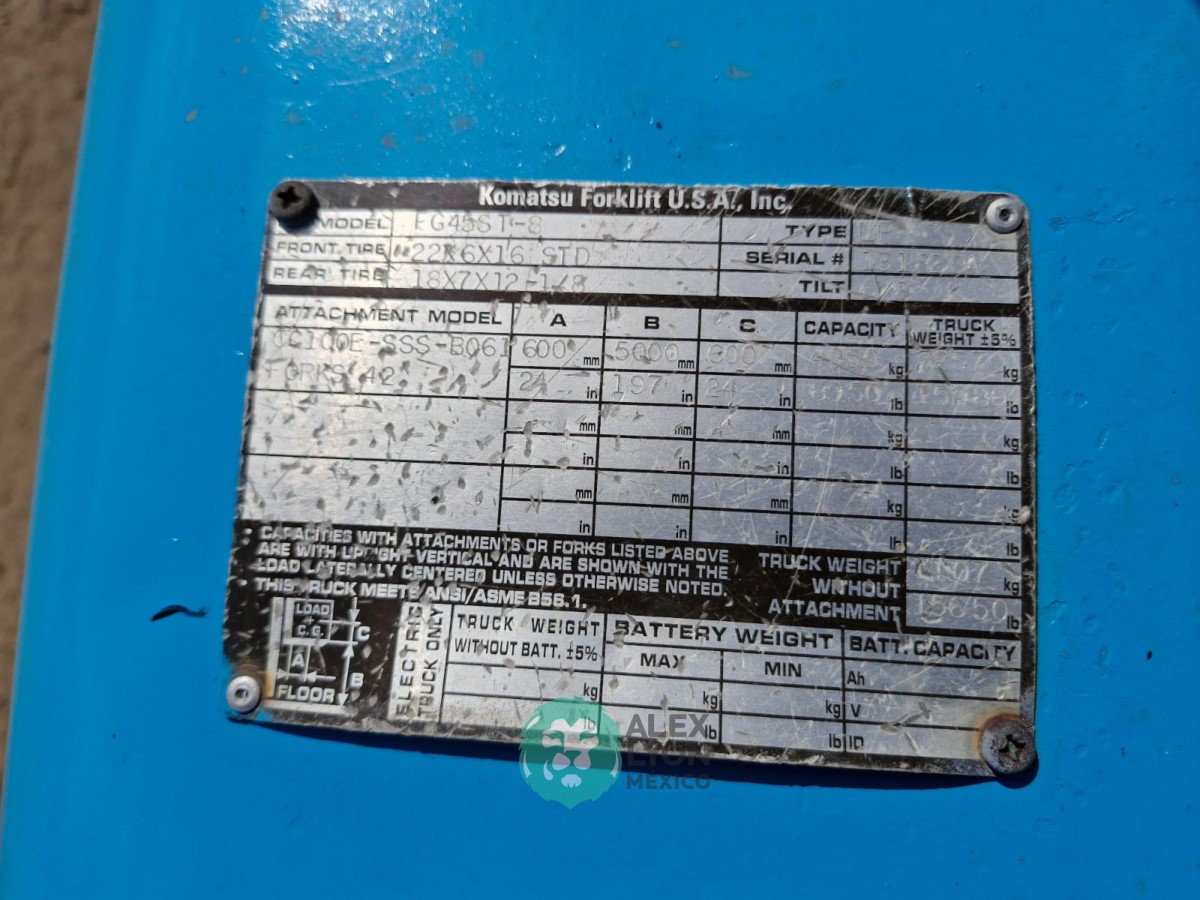 Komatsu Forklift U.S.A., Inc.
MODEL FG45ST-8 TYPE
FRONT TIRE 22X6X16 STD SERIAL #
REAR TIRE 18X7X12-1/8 TILT
ATTACHMENT MODEL A B C CAPACITY TRUCK WEIGHT ±5%
600 mm 5000 mm 600 mm kg kg
FORKS 42 24 in 197 in 24 in lb lb
mm mm mm kg kg
in in in lb lb
mm mm mm kg kg
in in in lb lb
CAPACITIES WITH ATTACHMENTS OR FORKS LISTED ABOVE
ARE WITH UPRIGHT VERTICAL AND ARE SHOWN WITH THE
LOAD LATERALLY CENTERED UNLESS OTHERWISE NOTED.
THIS TRUCK MEETS ANSI/ASME B56.1.
TRUCK WEIGHT kg
WITHOUT
ATTACHMENT 15650 lb
LOAD
C.G.
A
B
C
FLOOR
ELECTRIC
TRUCK ONLY
TRUCK WEIGHT
WITHOUT BATT. ±5%
kg
lb
BATTERY WEIGHT
MAX MIN
kg kg
lb lb
BATT. CAPACITY
Ah
V
ID
ALEX
LYON
MÉXICO